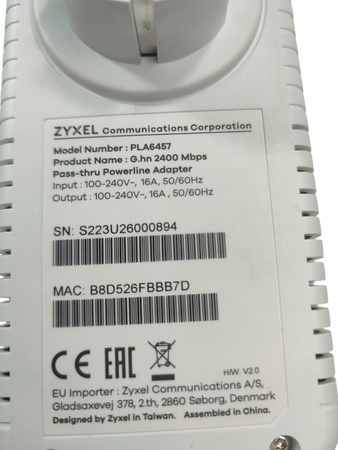 ZYXEL Communications Corporation
Model Number : PLA6457
Product Name : G.hn 2400 Mbps
Pass-thru Powerline Adapter
Input : 100-240V~, 16A, 50/60Hz
Output : 100-240V~, 16A, 50/60Hz
SN: S223U26000894
MAC: B8D526FBBB7D
CE EAC
H/W: V2.0
EU Importer : Zyxel Communications A/S,
Gladsaxevej 378, 2.th, 2860 Søborg, Denmark
Designed by Zyxel in Taiwan. Assembled in China.